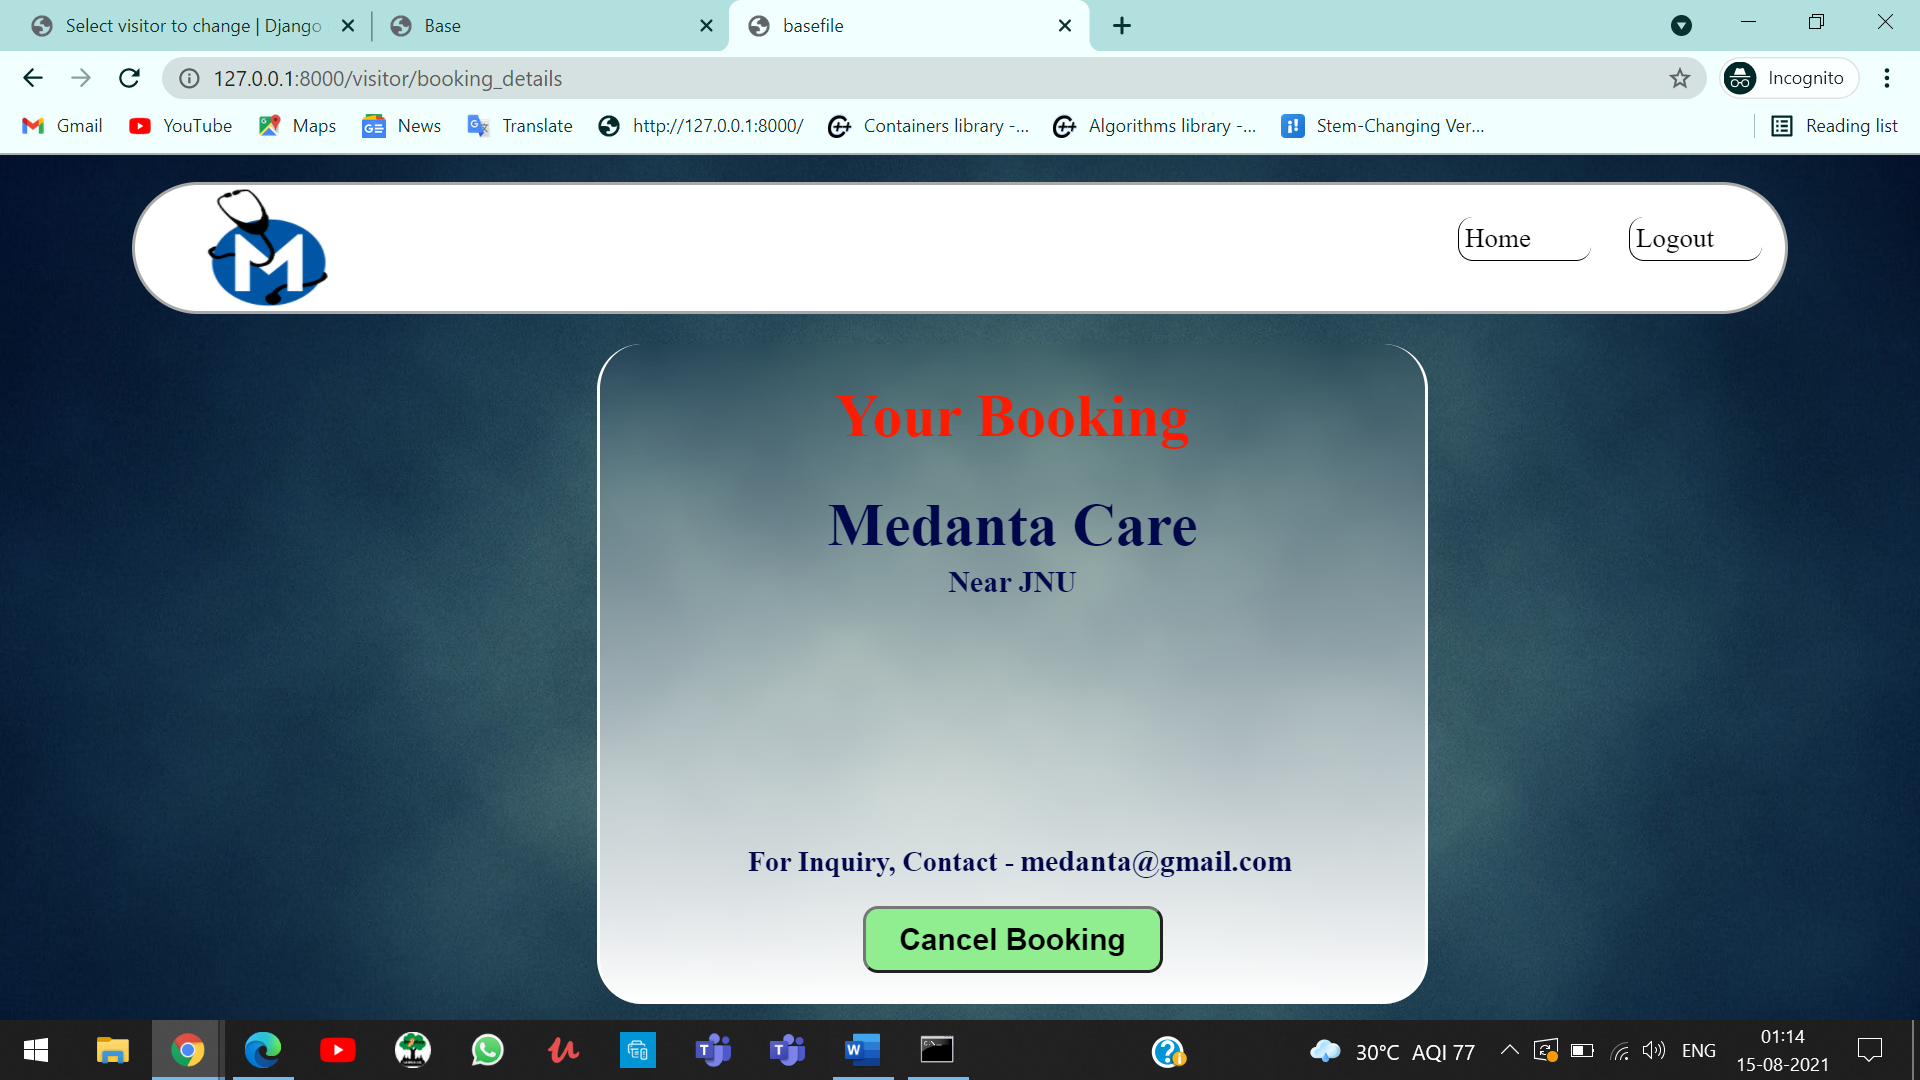 Select visitor to change | Django
Base
basefile
127.0.0.1:8000/visitor/booking_details
Incognito
Gmail
YouTube
Maps
News
Translate
http://127.0.0.1:8000/
Containers library -...
Algorithms library -...
Stem-Changing Ver...
Reading list
M
Home
Logout
Your Booking
Medanta Care
Near JNU
For Inquiry, Contact - medanta@gmail.com
Cancel Booking
30°C AQI 77
ENG
01:14
15-08-2021